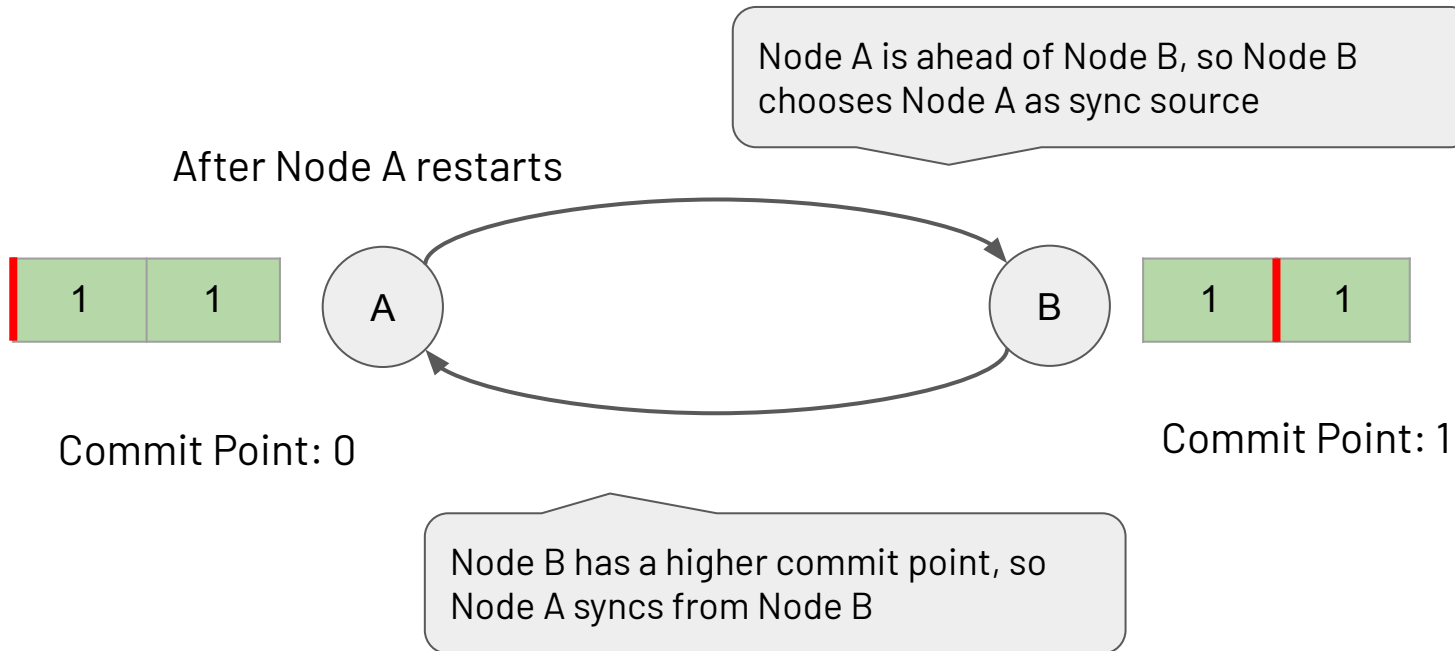 Node A is ahead of Node B, so Node B
chooses Node A as sync source
After Node A restarts
1 1
A
B
1 1
Commit Point: 0
Commit Point: 1
Node B has a higher commit point, so
Node A syncs from Node B